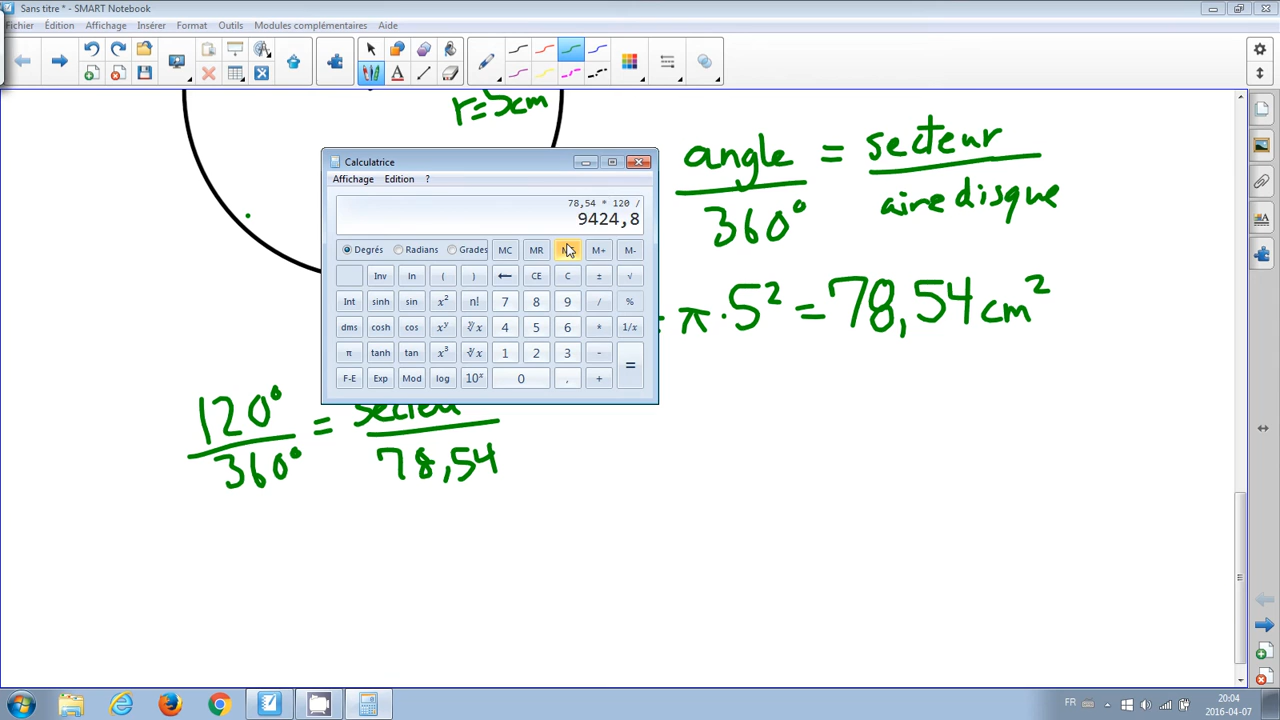 Sans titre * - SMART Notebook
Fichier Édition Affichage Insérer Format Outils Modules complémentaires Aide
r=5cm
angle = secteur
360° aire disque
Calculatrice
Affichage Edition ?
78,54 * 120 /
9424,8
Degrés Radians Grades MC MR M+ M-
Inv ln ( ) ← CE C ± √
Int sinh sin x² n! 7 8 9 / %
dms cosh cos xʸ ʸ√x 4 5 6 * 1/x
π tanh tan x³ ³√x 1 2 3 - =
F-E Exp Mod log 10ˣ 0 , +
π · 5² = 78,54 cm²
120° = secteur
360° 78,54
FR
20:04
2016-04-07